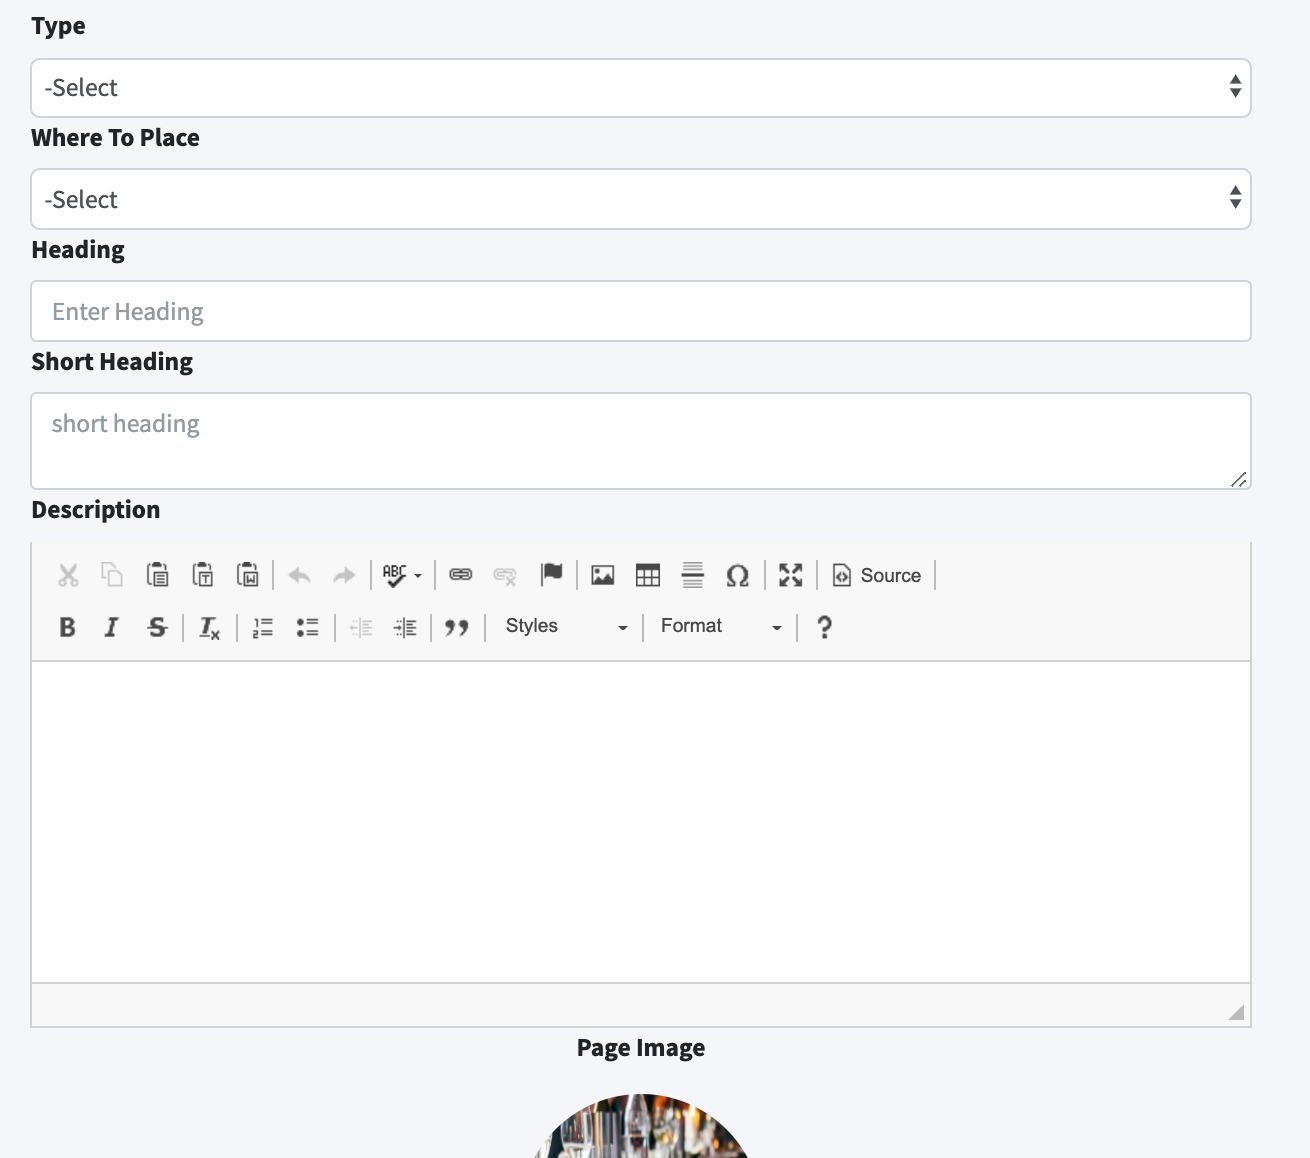 Type
-Select
Where To Place
-Select
Heading
Enter Heading
Short Heading
short heading
Description
ABC Source
B I S Tx Styles Format ?
Page Image